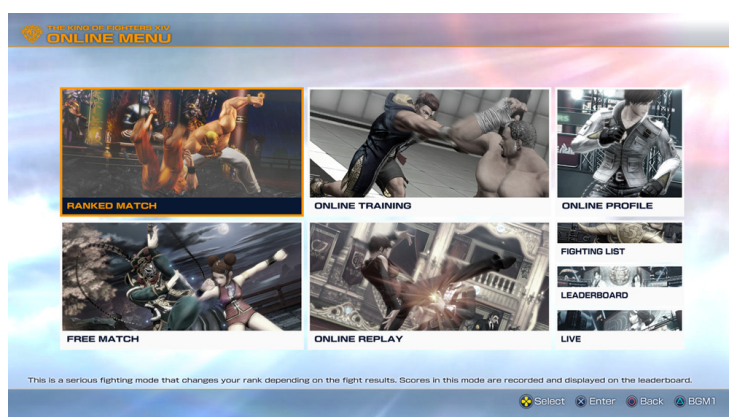 THE KING OF FIGHTERS XIV
ONLINE MENU
RANKED MATCH
ONLINE TRAINING
ONLINE PROFILE
FIGHTING LIST
LEADERBOARD
FREE MATCH
ONLINE REPLAY
LIVE
This is a serious fighting mode that changes your rank depending on the fight results. Scores in this mode are recorded and displayed on the leaderboard.
Select Enter Back BGM1